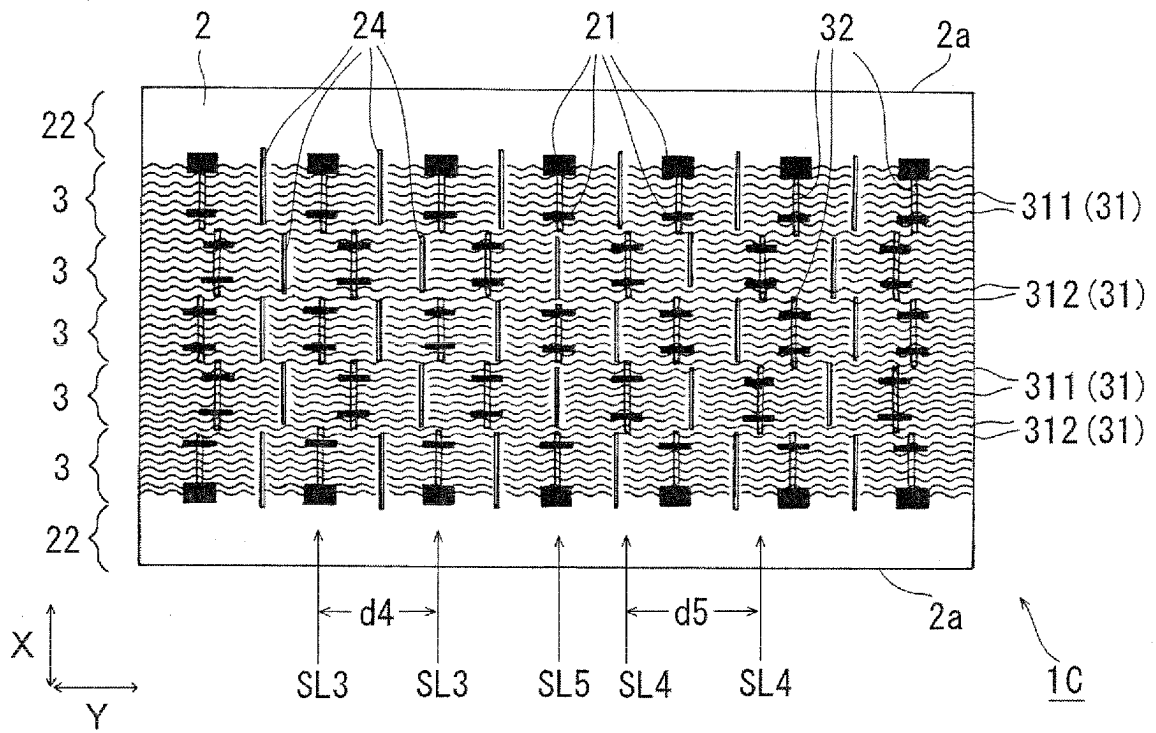 2 24 21 32 2a
22
3 311(31)
3 312(31)
3
3 311(31)
312(31)
3
22
2a
d4 d5
X
Y
SL3 SL3 SL5 SL4 SL4
1C